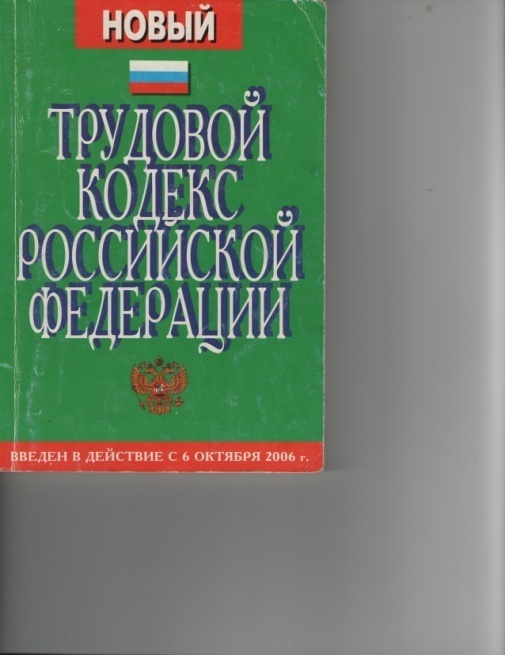 НОВЫЙ
ТРУДОВОЙ
КОДЕКС
РОССИЙСКОЙ
ФЕДЕРАЦИИ
ВВЕДЕН В ДЕЙСТВИЕ С 6 ОКТЯБРЯ 2006 г.